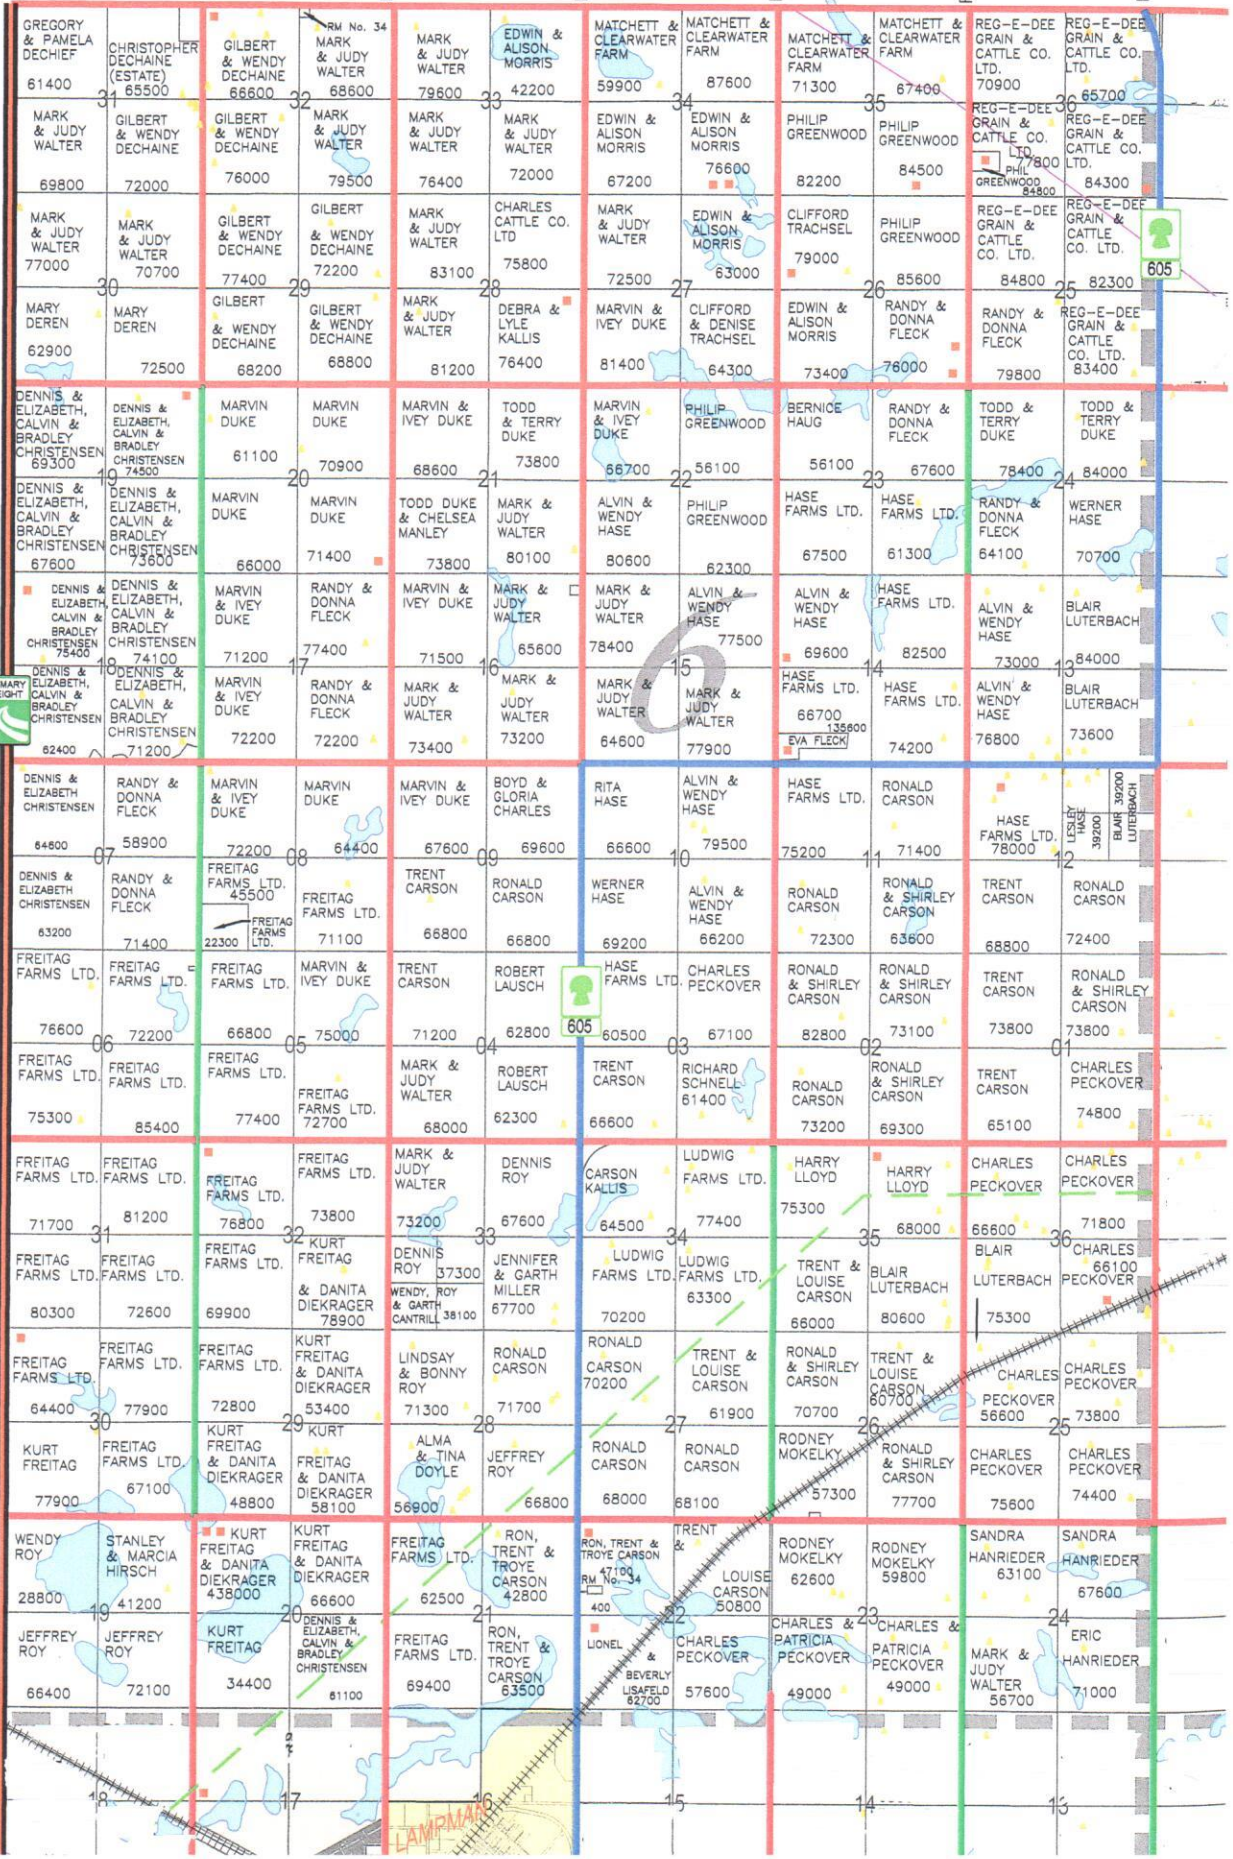 GREGORY
& PAMELA
DECHIEF
61400
CHRISTOPHER
DECHAINE
(ESTATE)
65500
31
GILBERT
& WENDY
DECHAINE
66600
RM No. 34
MARK
& JUDY
WALTER
68600
32
MARK
& JUDY
WALTER
79600
EDWIN &
ALISON
MORRIS
42200
33
MATCHETT &
CLEARWATER
FARM
59900
MATCHETT &
CLEARWATER
FARM
87600
34
MATCHETT &
CLEARWATER
FARM
71300
MATCHETT &
CLEARWATER
FARM
67400
35
REG-E-DEE
GRAIN &
CATTLE CO.
LTD.
70900
REG-E-DEE
GRAIN &
CATTLE CO.
LTD.
65700
36
MARK
& JUDY
WALTER
69800
GILBERT
& WENDY
DECHAINE
72000
GILBERT
& WENDY
DECHAINE
76000
MARK
& JUDY
WALTER
79500
MARK
& JUDY
WALTER
76400
MARK
& JUDY
WALTER
72000
EDWIN &
ALISON
MORRIS
67200
EDWIN &
ALISON
MORRIS
76600
PHILIP
GREENWOOD
82200
PHILIP
GREENWOOD
84500
REG-E-DEE
GRAIN &
CATTLE CO.
LTD
77800
PHIL
GREENWOOD
84800
REG-E-DEE
GRAIN &
CATTLE CO.
LTD.
84300
MARK
& JUDY
WALTER
77000
MARK
& JUDY
WALTER
70700
30
GILBERT
& WENDY
DECHAINE
77400
GILBERT
& WENDY
DECHAINE
72200
29
MARK
& JUDY
WALTER
83100
CHARLES
CATTLE CO.
LTD
75800
28
MARK
& JUDY
WALTER
72500
EDWIN &
ALISON
MORRIS
63000
27
CLIFFORD
TRACHSEL
79000
PHILIP
GREENWOOD
85600
26
REG-E-DEE
GRAIN &
CATTLE
CO. LTD.
84800
REG-E-DEE
GRAIN &
CATTLE
CO. LTD.
82300
25
605
MARY
DEREN
62900
MARY
DEREN
72500
GILBERT
& WENDY
DECHAINE
68200
GILBERT
& WENDY
DECHAINE
68800
MARK
& JUDY
WALTER
81200
DEBRA &
LYLE
KALLIS
76400
MARVIN &
IVEY DUKE
81400
CLIFFORD
& DENISE
TRACHSEL
64300
EDWIN &
ALISON
MORRIS
73400
RANDY &
DONNA
FLECK
76000
RANDY &
DONNA
FLECK
79800
REG-E-DEE
GRAIN &
CATTLE
CO. LTD.
83400
DENNIS &
ELIZABETH,
CALVIN &
BRADLEY
CHRISTENSEN
69300
DENNIS &
ELIZABETH,
CALVIN &
BRADLEY
CHRISTENSEN
74500
19
MARVIN
DUKE
61100
MARVIN
DUKE
70900
20
MARVIN &
IVEY DUKE
68600
TODD
& TERRY
DUKE
73800
21
MARVIN
& IVEY
DUKE
66700
PHILIP
GREENWOOD
56100
22
BERNICE
HAUG
56100
RANDY &
DONNA
FLECK
67600
23
TODD &
TERRY
DUKE
78400
TODD &
TERRY
DUKE
84000
24
DENNIS &
ELIZABETH,
CALVIN &
BRADLEY
CHRISTENSEN
67600
DENNIS &
ELIZABETH,
CALVIN &
BRADLEY
CHRISTENSEN
73600
MARVIN
DUKE
66000
MARVIN
DUKE
71400
TODD DUKE
& CHELSEA
MANLEY
73800
MARK &
JUDY
WALTER
80100
ALVIN &
WENDY
HASE
80600
PHILIP
GREENWOOD
62300
HASE
FARMS LTD.
67500
HASE
FARMS LTD.
61300
RANDY &
DONNA
FLECK
64100
WERNER
HASE
70700
DENNIS &
ELIZABETH,
CALVIN &
BRADLEY
CHRISTENSEN
75400
DENNIS &
ELIZABETH,
CALVIN &
BRADLEY
CHRISTENSEN
74100
18
MARVIN
& IVEY
DUKE
71200
RANDY &
DONNA
FLECK
77400
17
MARVIN &
IVEY DUKE
71500
MARK &
JUDY
WALTER
65600
16
MARK &
JUDY
WALTER
78400
ALVIN &
WENDY
HASE
77500
6
15
ALVIN &
WENDY
HASE
69600
HASE
FARMS LTD.
82500
14
ALVIN &
WENDY
HASE
73000
BLAIR
LUTERBACH
84000
13
DENNIS &
ELIZABETH,
CALVIN &
BRADLEY
CHRISTENSEN
62400
DENNIS &
ELIZABETH,
CALVIN &
BRADLEY
CHRISTENSEN
71200
MARVIN
& IVEY
DUKE
72200
RANDY &
DONNA
FLECK
72200
MARK &
JUDY
WALTER
73400
MARK &
JUDY
WALTER
73200
MARK &
JUDY
WALTER
64600
MARK &
JUDY
WALTER
77900
HASE
FARMS LTD.
66700
135600
EVA FLECK
HASE
FARMS LTD.
74200
ALVIN &
WENDY
HASE
76800
BLAIR
LUTERBACH
73600
DENNIS &
ELIZABETH
CHRISTENSEN
64600
RANDY &
DONNA
FLECK
58900
07
MARVIN
& IVEY
DUKE
72200
MARVIN
DUKE
64400
08
MARVIN &
IVEY DUKE
67600
BOYD &
GLORIA
CHARLES
69600
09
RITA
HASE
66600
ALVIN &
WENDY
HASE
79500
10
HASE
FARMS LTD.
75200
RONALD
CARSON
71400
11
HASE
FARMS LTD.
78000
LESLEY
HASE
39200
BLAIR 39200
LUTERBACH
12
DENNIS &
ELIZABETH
CHRISTENSEN
63200
RANDY &
DONNA
FLECK
71400
FREITAG
FARMS LTD.
45500
FREITAG
FARMS
LTD.
22300
FREITAG
FARMS LTD.
71100
TRENT
CARSON
66800
RONALD
CARSON
66800
WERNER
HASE
69200
ALVIN &
WENDY
HASE
66200
RONALD
CARSON
72300
RONALD
& SHIRLEY
CARSON
63600
TRENT
CARSON
68800
RONALD
CARSON
72400
FREITAG
FARMS LTD.
76600
FREITAG
FARMS LTD.
72200
06
FREITAG
FARMS LTD.
66800
MARVIN &
IVEY DUKE
75000
05
TRENT
CARSON
71200
ROBERT
LAUSCH
62800
04
605
HASE
FARMS LTD.
60500
CHARLES
PECKOVER
67100
03
RONALD
& SHIRLEY
CARSON
82800
RONALD
& SHIRLEY
CARSON
73100
02
TRENT
CARSON
73800
RONALD
& SHIRLEY
CARSON
73800
01
FREITAG
FARMS LTD.
75300
FREITAG
FARMS LTD.
85400
FREITAG
FARMS LTD.
77400
FREITAG
FARMS LTD.
72700
MARK &
JUDY
WALTER
68000
ROBERT
LAUSCH
62300
TRENT
CARSON
66600
RICHARD
SCHNELL
61400
RONALD
CARSON
73200
RONALD
& SHIRLEY
CARSON
69300
TRENT
CARSON
65100
CHARLES
PECKOVER
74800
FREITAG
FARMS LTD.
71700
FREITAG
FARMS LTD.
81200
31
FREITAG
FARMS LTD.
76800
FREITAG
FARMS LTD.
73800
32
MARK &
JUDY
WALTER
73200
DENNIS
ROY
67600
33
CARSON
KALLIS
64500
LUDWIG
FARMS LTD.
77400
34
HARRY
LLOYD
75300
HARRY
LLOYD
68000
35
CHARLES
PECKOVER
66600
CHARLES
PECKOVER
71800
36
FREITAG
FARMS LTD.
80300
FREITAG
FARMS LTD.
72600
FREITAG
FARMS LTD.
69900
KURT
FREITAG
& DANITA
DIEKRAGER
78900
DENNIS
ROY
37300
WENDY, ROY
& GARTH
CANTRILL
38100
JENNIFER
& GARTH
MILLER
67700
LUDWIG
FARMS LTD.
70200
LUDWIG
FARMS LTD.
63300
TRENT &
LOUISE
CARSON
66000
BLAIR
LUTERBACH
80600
BLAIR
LUTERBACH
75300
CHARLES
66100
PECKOVER
FREITAG
FARMS LTD.
64400
FREITAG
FARMS LTD.
77900
30
FREITAG
FARMS LTD.
72800
KURT
FREITAG
& DANITA
DIEKRAGER
53400
29
LINDSAY
& BONNY
ROY
71300
RONALD
CARSON
71700
28
RONALD
CARSON
70200
TRENT &
LOUISE
CARSON
61900
27
RONALD
& SHIRLEY
CARSON
70700
TRENT &
LOUISE
CARSON
60700
26
CHARLES
PECKOVER
56600
CHARLES
PECKOVER
73800
25
KURT
FREITAG
77900
FREITAG
FARMS LTD.
67100
KURT
FREITAG
& DANITA
DIEKRAGER
48800
KURT
FREITAG
& DANITA
DIEKRAGER
58100
ALMA
& TINA
DOYLE
56900
JEFFREY
ROY
66800
RONALD
CARSON
68000
RONALD
CARSON
68100
RODNEY
MOKELKY
57300
RONALD
& SHIRLEY
CARSON
77700
CHARLES
PECKOVER
75600
CHARLES
PECKOVER
74400
WENDY
ROY
28800
STANLEY
& MARCIA
HIRSCH
41200
19
KURT
FREITAG
& DANITA
DIEKRAGER
438000
KURT
FREITAG
& DANITA
DIEKRAGER
66600
20
FREITAG
FARMS LTD.
62500
RON,
TRENT &
TROYE
CARSON
42800
21
RON, TRENT &
TROYE CARSON
47100
RM No. 34
400
TRENT
&
LOUISE
CARSON
50800
22
RODNEY
MOKELKY
62600
RODNEY
MOKELKY
59800
23
SANDRA
HANRIEDER
63100
SANDRA
HANRIEDER
67600
24
JEFFREY
ROY
66400
JEFFREY
ROY
72100
KURT
FREITAG
34400
DENNIS &
ELIZABETH,
CALVIN &
BRADLEY
CHRISTENSEN
61100
FREITAG
FARMS LTD.
69400
RON,
TRENT &
TROYE
CARSON
63500
LIONEL
&
BEVERLY
LISAFELD
62700
CHARLES
PECKOVER
57600
CHARLES &
PATRICIA
PECKOVER
49000
CHARLES &
PATRICIA
PECKOVER
49000
MARK &
JUDY
WALTER
56700
ERIC
HANRIEDER
71000
18
17
16
15
14
13
LAMPMAN